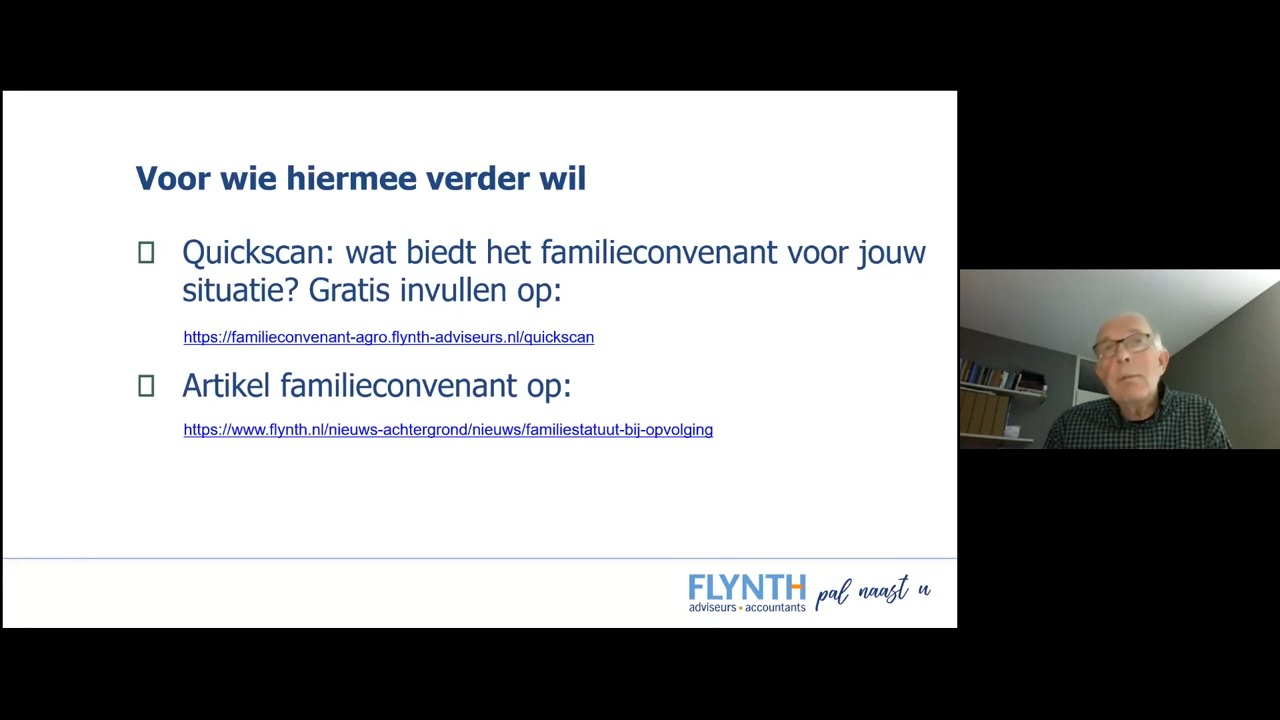 Voor wie hiermee verder wil
Quickscan: wat biedt het familieconvenant voor jouw
situatie? Gratis invullen op:
https://familieconvenant-agro.flynth-adviseurs.nl/quickscan
Artikel familieconvenant op:
https://www.flynth.nl/nieuws-achtergrond/nieuws/familiestatuut-bij-opvolging
FLYNTH
adviseurs • accountants
pal naast u